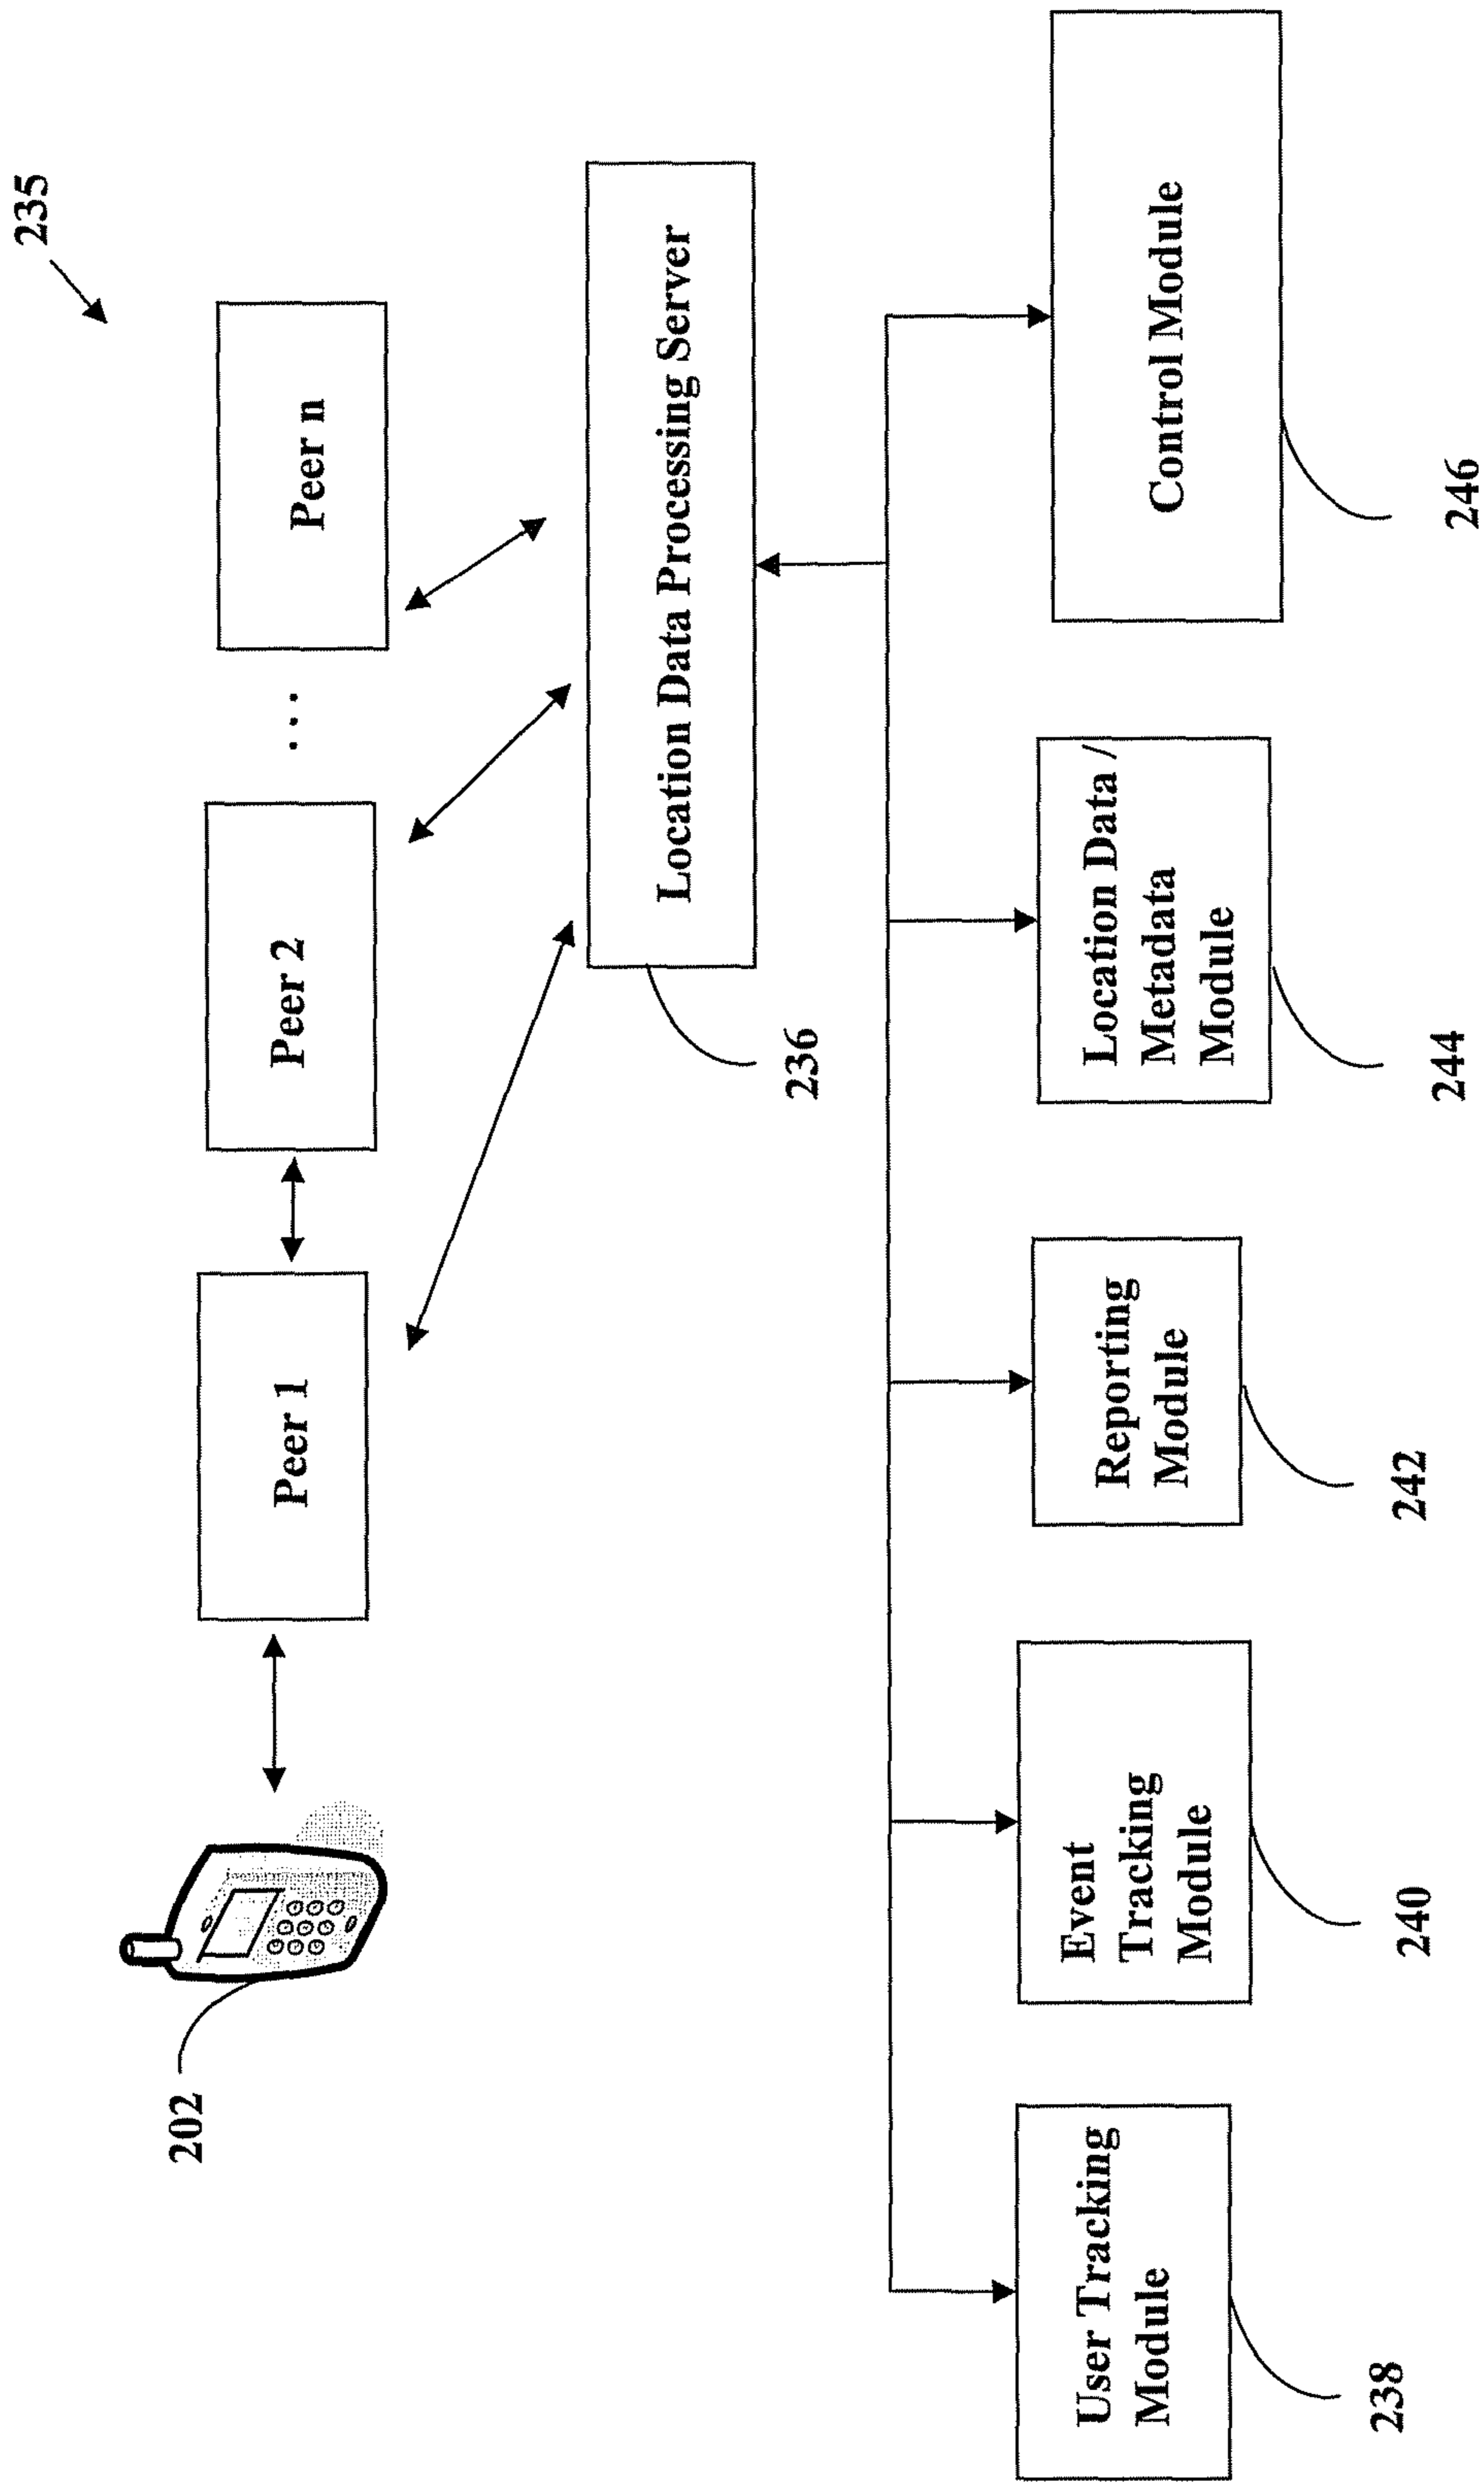 235
Peer 1
Peer 2
...
Peer n
202
Location Data Processing Server
236
User Tracking
Module
Event
Tracking
Module
Reporting
Module
Location Data /
Metadata
Module
Control Module
238
240
242
244
246